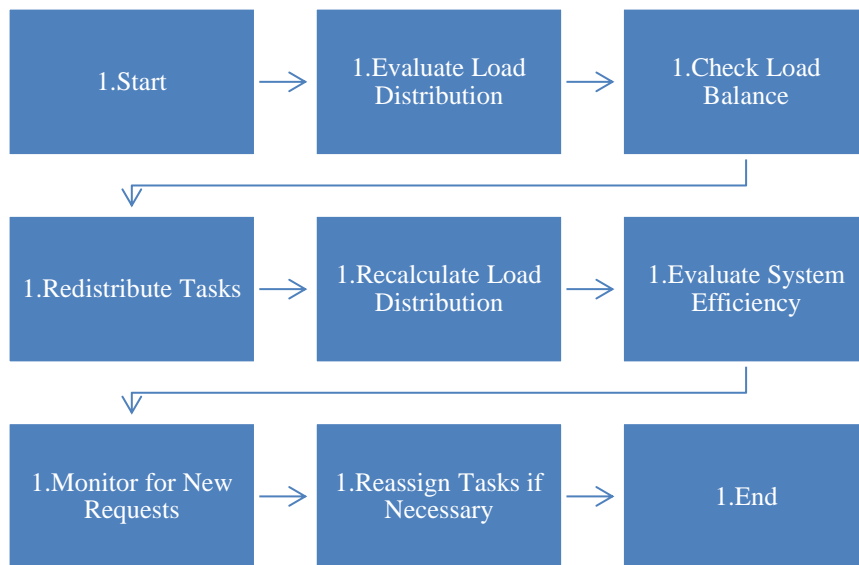 1.Start
1.Evaluate Load
Distribution
1.Check Load
Balance
1.Redistribute Tasks
1.Recalculate Load
Distribution
1.Evaluate System
Efficiency
1.Monitor for New
Requests
1.Reassign Tasks if
Necessary
1.End